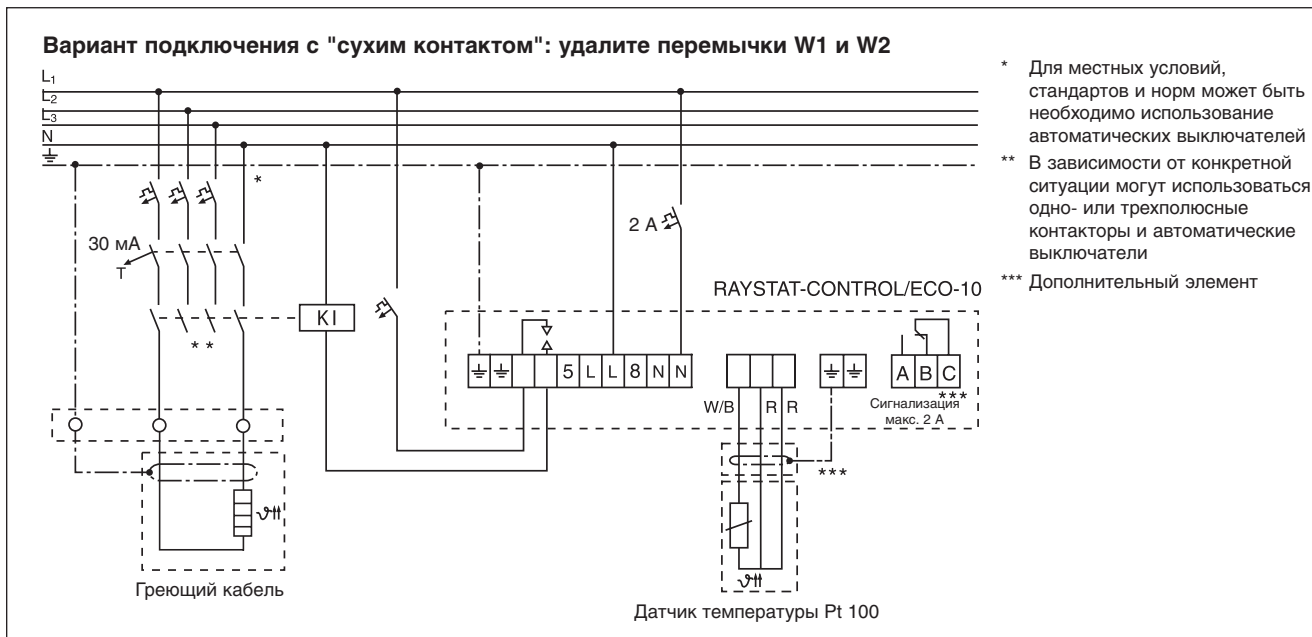 Вариант подключения с "сухим контактом": удалите перемычки W1 и W2
L1
L2
L3
N
*
30 мА
T
* *
KI
2 А
RAYSTAT-CONTROL/ECO-10
5 L L 8 N N
A B C
***
W/B R R
Сигнализация
макс. 2 А
***
Греющий кабель
Датчик температуры Pt 100
* Для местных условий,
стандартов и норм может быть
необходимо использование
автоматических выключателей
** В зависимости от конкретной
ситуации могут использоваться
одно- или трехполюсные
контакторы и автоматические
выключатели
*** Дополнительный элемент